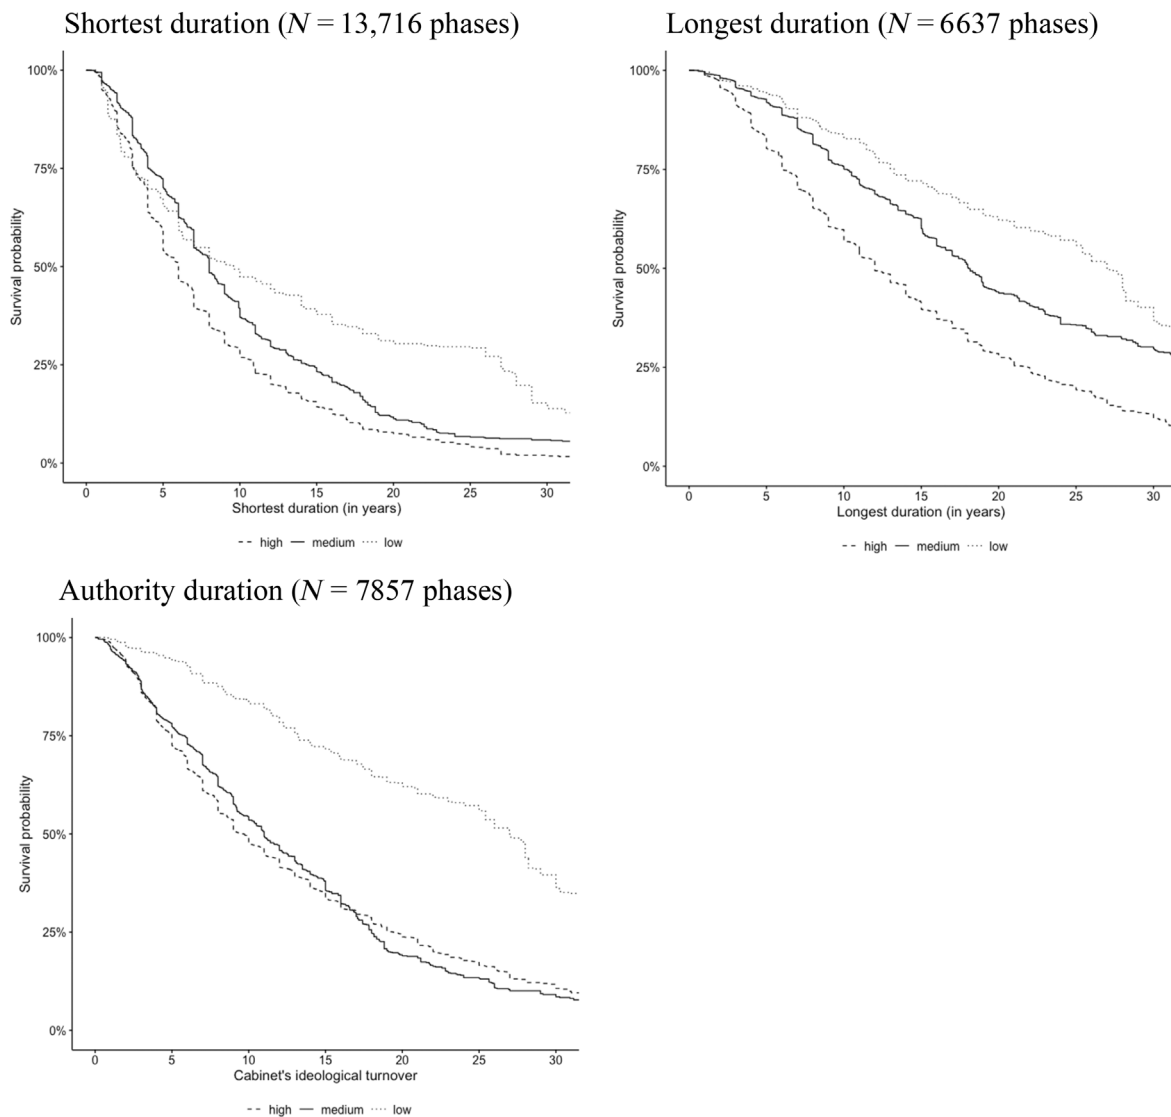 Shortest duration (N = 13,716 phases)
100%
75%
50%
25%
0%
Survival probability
0 5 10 15 20 25 30
Shortest duration (in years)
high medium low
Longest duration (N = 6637 phases)
100%
75%
50%
25%
0%
Survival probability
0 5 10 15 20 25 30
Longest duration (in years)
high medium low
Authority duration (N = 7857 phases)
100%
75%
50%
25%
0%
Survival probability
0 5 10 15 20 25 30
Cabinet's ideological turnover
high medium low